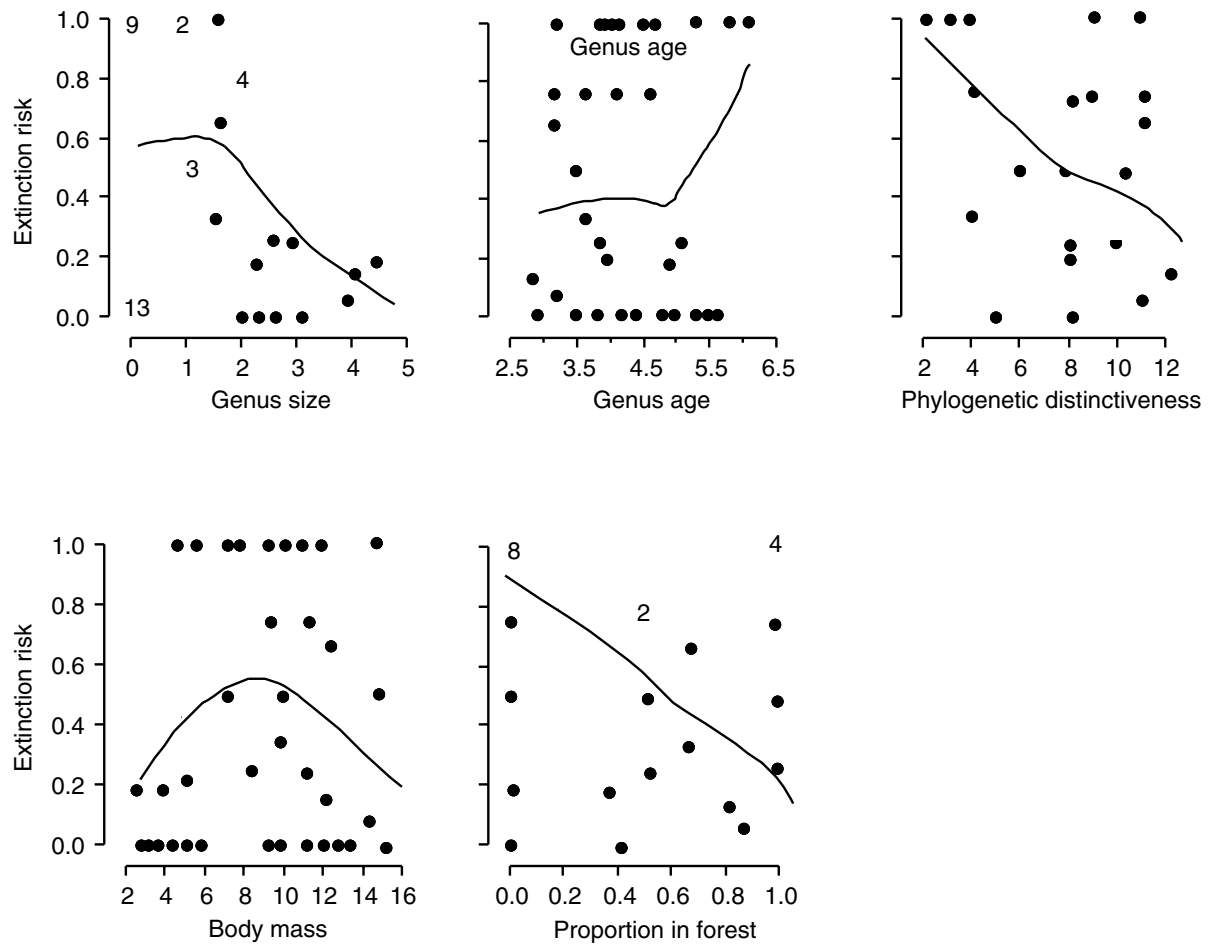 1.0
0.8
0.6
0.4
0.2
0.0
Extinction risk
9 2
4
3
13
0 1 2 3 4 5
Genus size
Genus age
2.5 3.5 4.5 5.5 6.5
Genus age
2 4 6 8 10 12
Phylogenetic distinctiveness
1.0
0.8
0.6
0.4
0.2
0.0
Extinction risk
2 4 6 8 10 12 14 16
Body mass
8 4
2
0.0 0.2 0.4 0.6 0.8 1.0
Proportion in forest